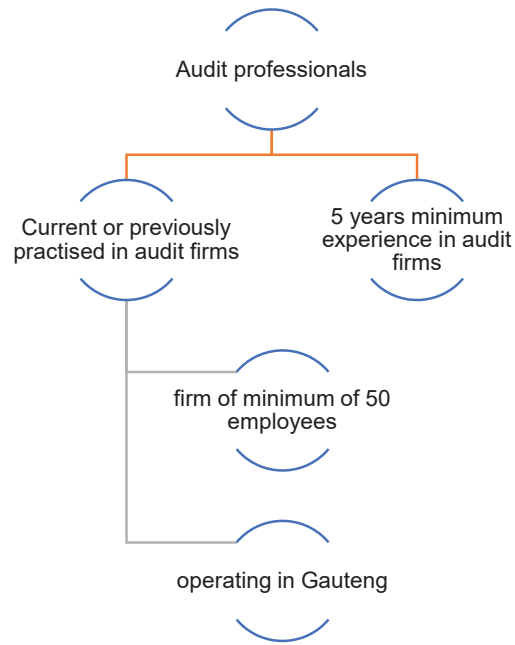 Audit professionals
Current or previously
practised in audit firms
5 years minimum
experience in audit
firms
firm of minimum of 50
employees
operating in Gauteng